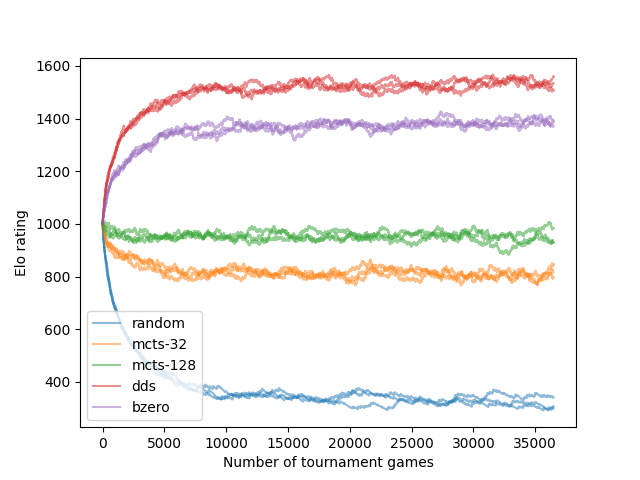 1600
1400
1200
1000
800
600
400
Elo rating
random
mcts-32
mcts-128
dds
bzero
0 5000 10000 15000 20000 25000 30000 35000
Number of tournament games